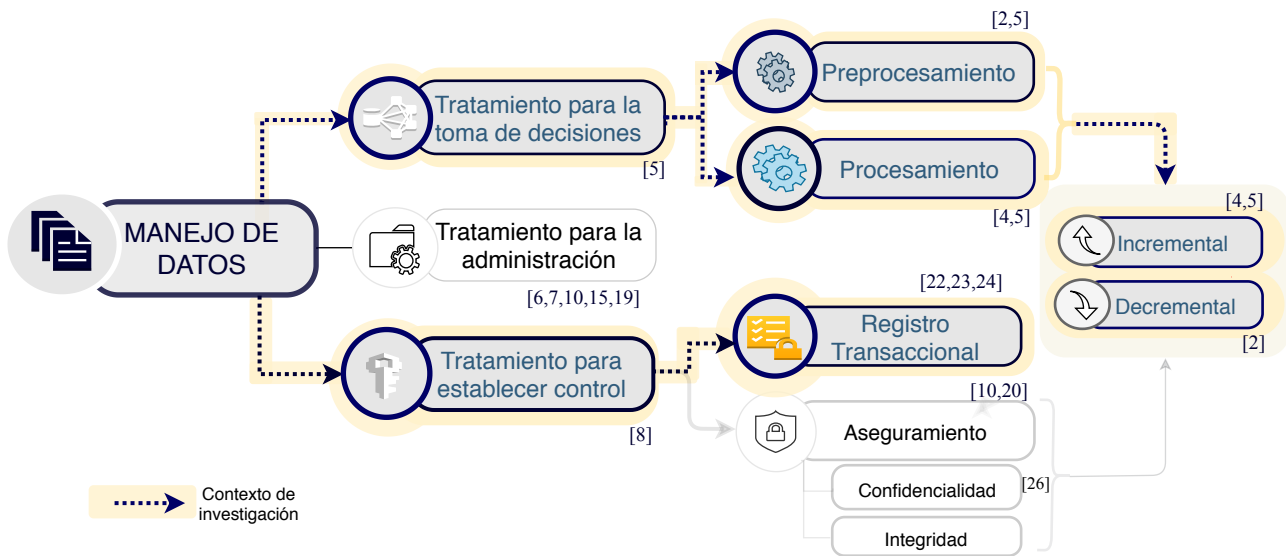 [2,5]
Preprocesamiento
Tratamiento para la
toma de decisiones
[5]
Procesamiento
[4,5]
MANEJO DE
DATOS
Tratamiento para la
administración
[6,7,10,15,19]
[4,5]
Incremental
Decremental
[2]
[22,23,24]
Registro
Transaccional
Tratamiento para
establecer control
[8]
[10,20]
Aseguramiento
Confidencialidad
[26]
Integridad
Contexto de
investigación